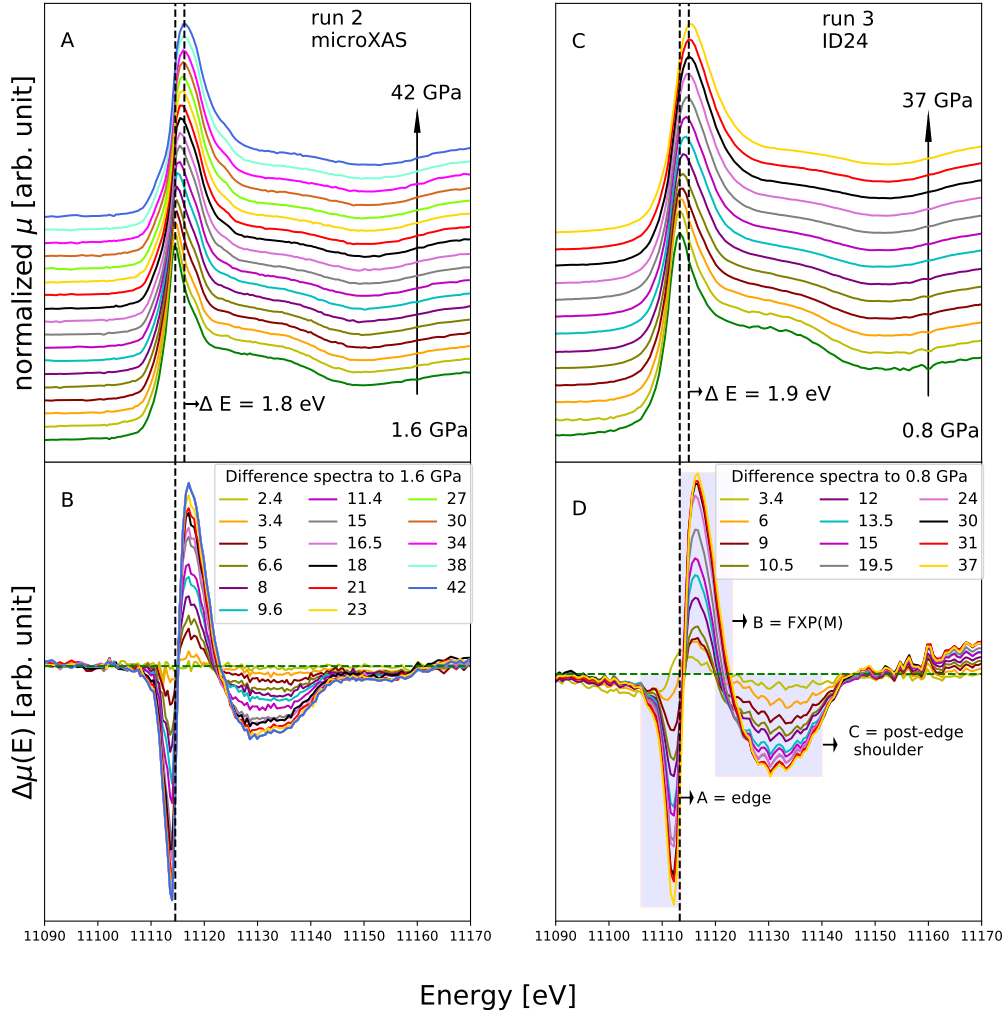 A
run 2
microXAS
42 GPa
ΔE = 1.8 eV
1.6 GPa
normalized μ [arb. unit]
C
run 3
ID24
37 GPa
ΔE = 1.9 eV
0.8 GPa
B
Difference spectra to 1.6 GPa
2.4 11.4 27
3.4 15 30
5 16.5 34
6.6 18 38
8 21 42
9.6 23
Δμ(E) [arb. unit]
11090 11100 11110 11120 11130 11140 11150 11160 11170
D
Difference spectra to 0.8 GPa
3.4 12 24
6 13.5 30
9 15 31
10.5 19.5 37
B = FXP(M)
C = post-edge
shoulder
A = edge
11090 11100 11110 11120 11130 11140 11150 11160 11170
Energy [eV]